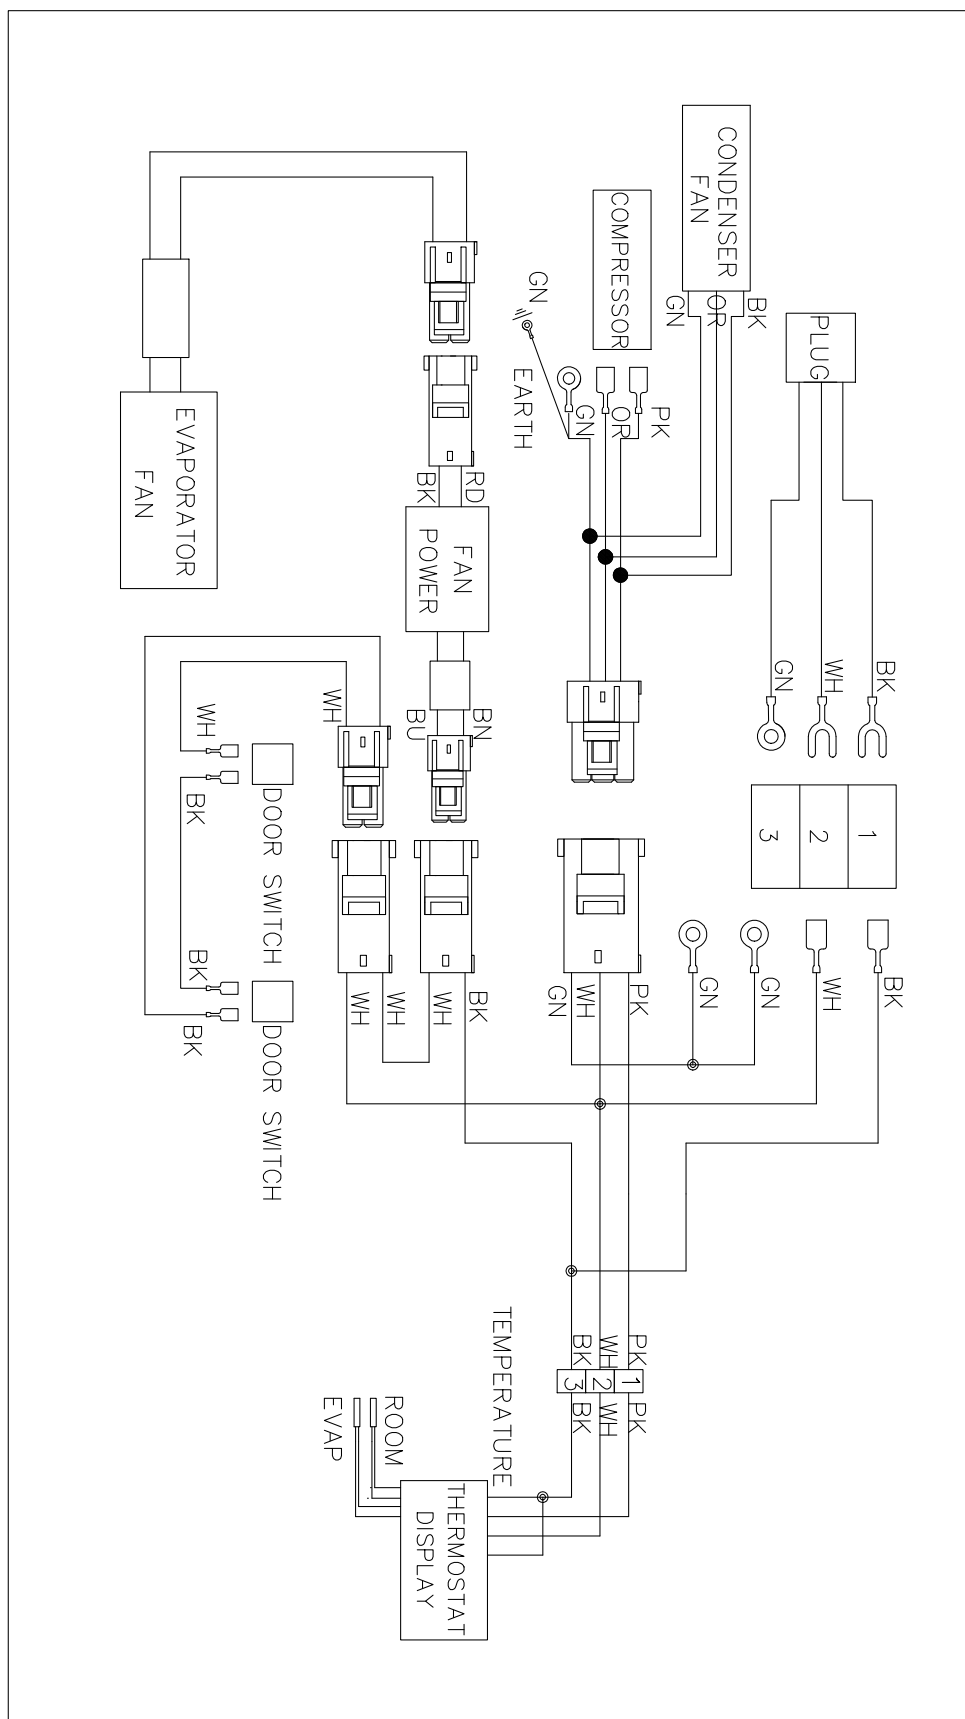 CONDENSER
FAN
BK
OR
GN
COMPRESSOR
PK
OR
GN
GN
EARTH
PLUG
BK
WH
GN
1
2
3
BK
WH
GN
GN
EVAPORATOR
FAN
RD
BK
FAN
POWER
BN
BU
WH
WH
BK
DOOR SWITCH
BK
BK
DOOR SWITCH
PK
WH
GN
BK
WH
WH
WH
PK
WH
BK
1
2
3
PK
WH
BK
TEMPERATURE
ROOM
EVAP
THERMOSTAT
DISPLAY